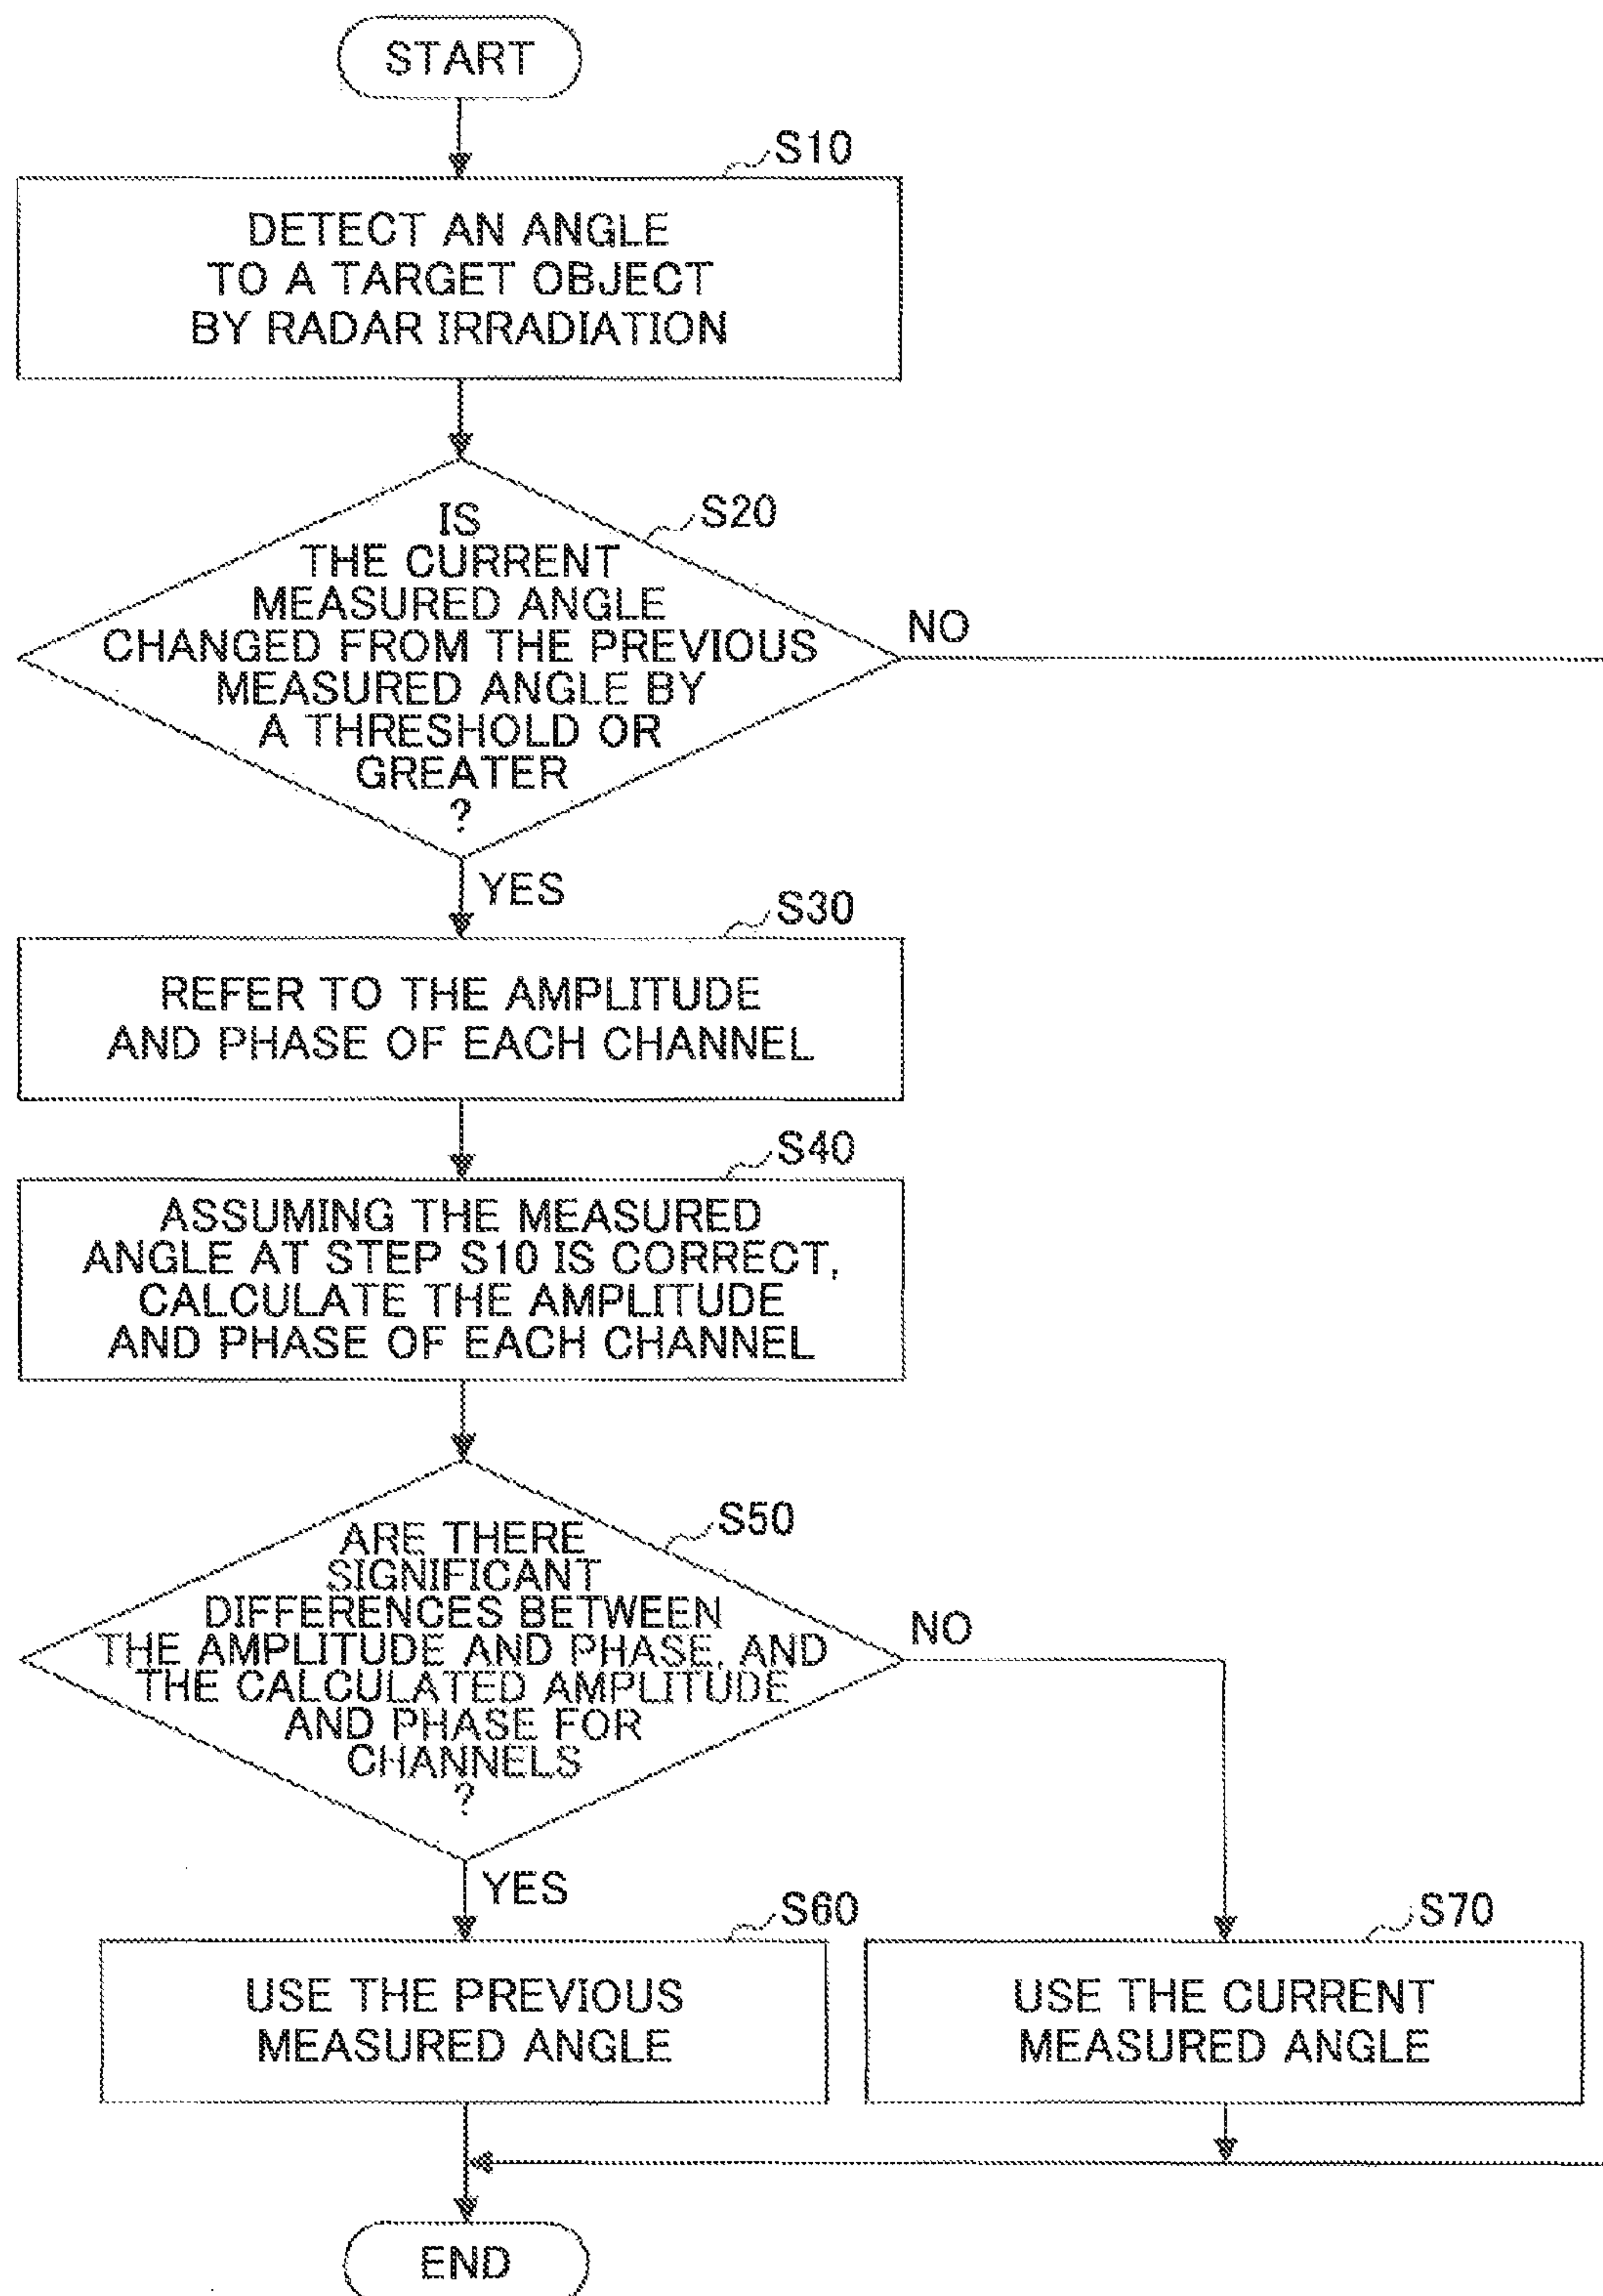 START
S10
DETECT AN ANGLE
TO A TARGET OBJECT
BY RADAR IRRADIATION
S20
IS
THE CURRENT
MEASURED ANGLE
CHANGED FROM THE PREVIOUS
MEASURED ANGLE BY
A THRESHOLD OR
GREATER
?
NO
YES
S30
REFER TO THE AMPLITUDE
AND PHASE OF EACH CHANNEL
S40
ASSUMING THE MEASURED
ANGLE AT STEP S10 IS CORRECT,
CALCULATE THE AMPLITUDE
AND PHASE OF EACH CHANNEL
S50
ARE THERE
SIGNIFICANT
DIFFERENCES BETWEEN
THE AMPLITUDE AND PHASE, AND
THE CALCULATED AMPLITUDE
AND PHASE FOR
CHANNELS
?
NO
YES
S60
USE THE PREVIOUS
MEASURED ANGLE
S70
USE THE CURRENT
MEASURED ANGLE
END